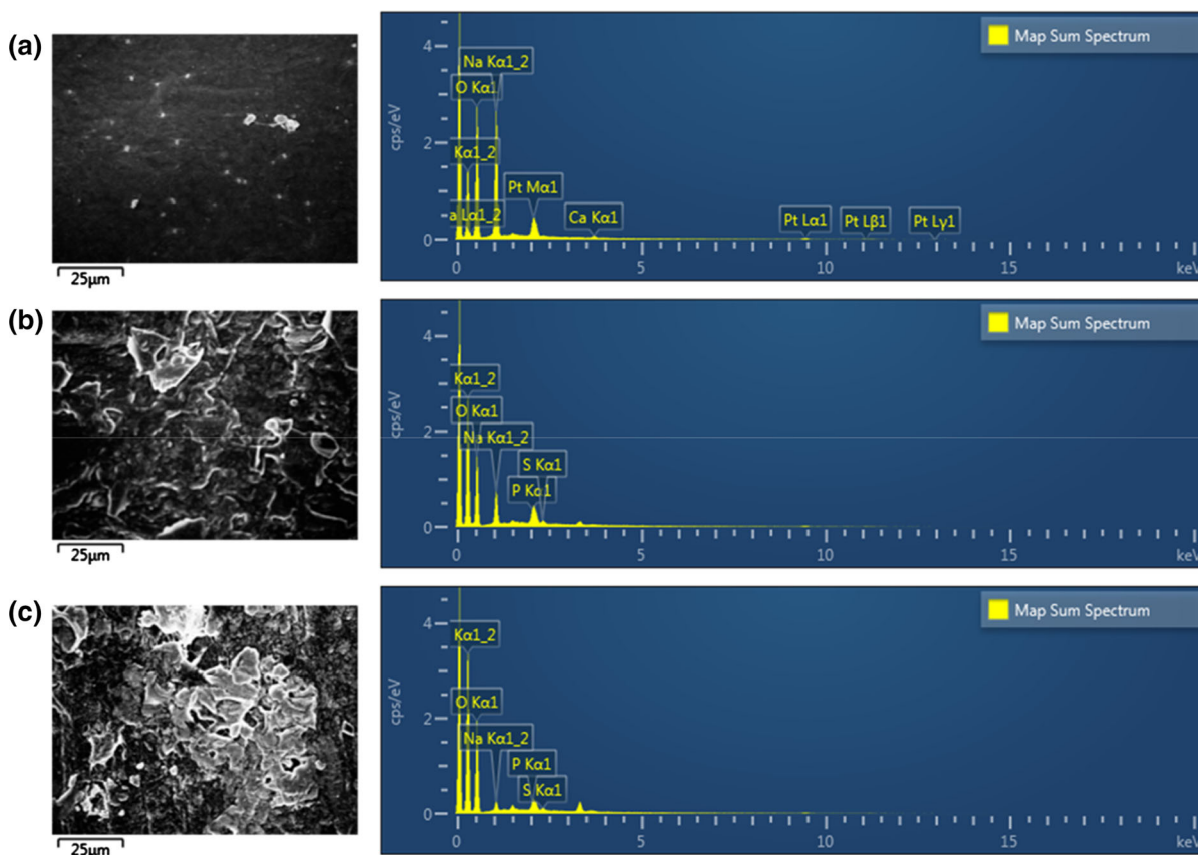 (a)
Map Sum Spectrum
4
Na Kα1_2
O Kα1
cps/eV
2
Kα1_2
Pt Mα1
a Lα1_2
Ca Kα1
Pt Lα1
Pt Lβ1
Pt Lγ1
0
0
5
10
15
keV
25µm
(b)
Map Sum Spectrum
4
Kα1_2
O Kα1
cps/eV
2
Na Kα1_2
S Kα1
P Kα1
0
0
5
10
15
keV
25µm
(c)
Map Sum Spectrum
4
Kα1_2
O Kα1
cps/eV
2
Na Kα1_2
P Kα1
S Kα1
0
0
5
10
15
keV
25µm